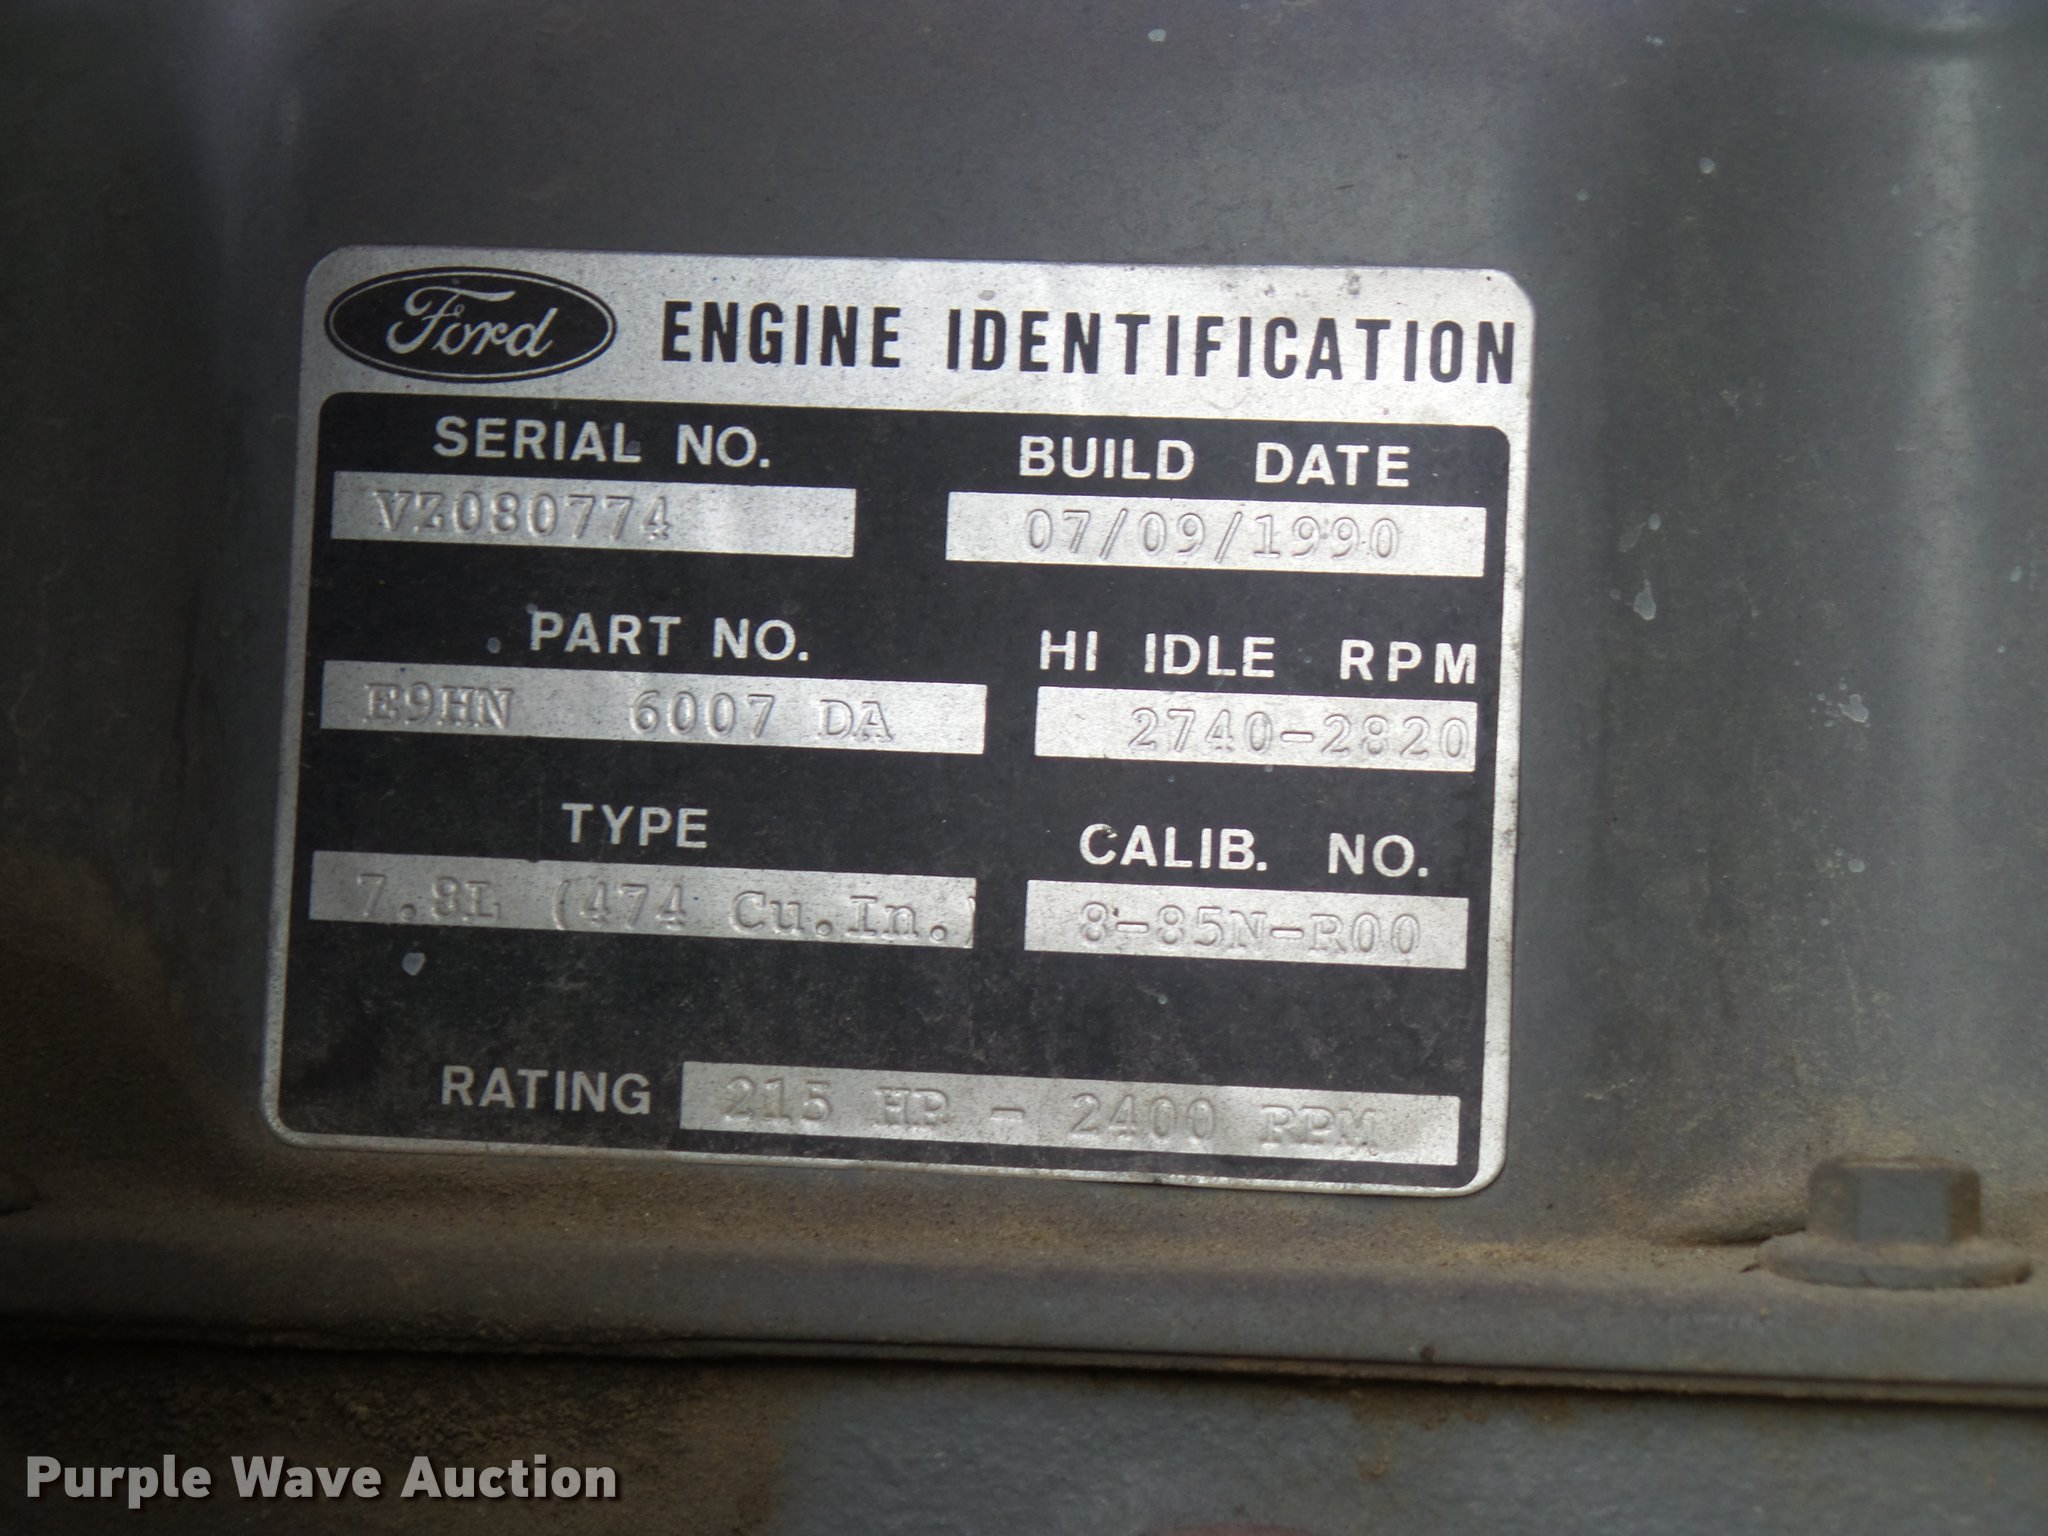 Ford ENGINE IDENTIFICATION
SERIAL NO. BUILD DATE
VZ080774 07/09/1990
PART NO. HI IDLE RPM
E9HN 6007 DA 2740-2820
TYPE CALIB. NO.
7.8L (474 Cu.In.) 8-85N-R00
RATING 215 HP - 2400 RPM
Purple Wave Auction